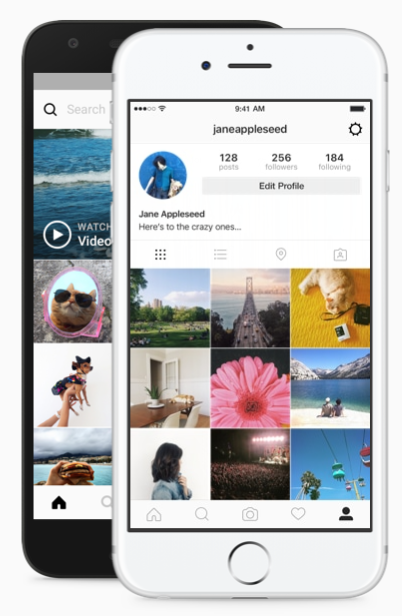 Search
WATCH
Video
9:41 AM
janeappleseed
128
256
184
posts
followers
following
Edit Profile
Jane Appleseed
Here's to the crazy ones...